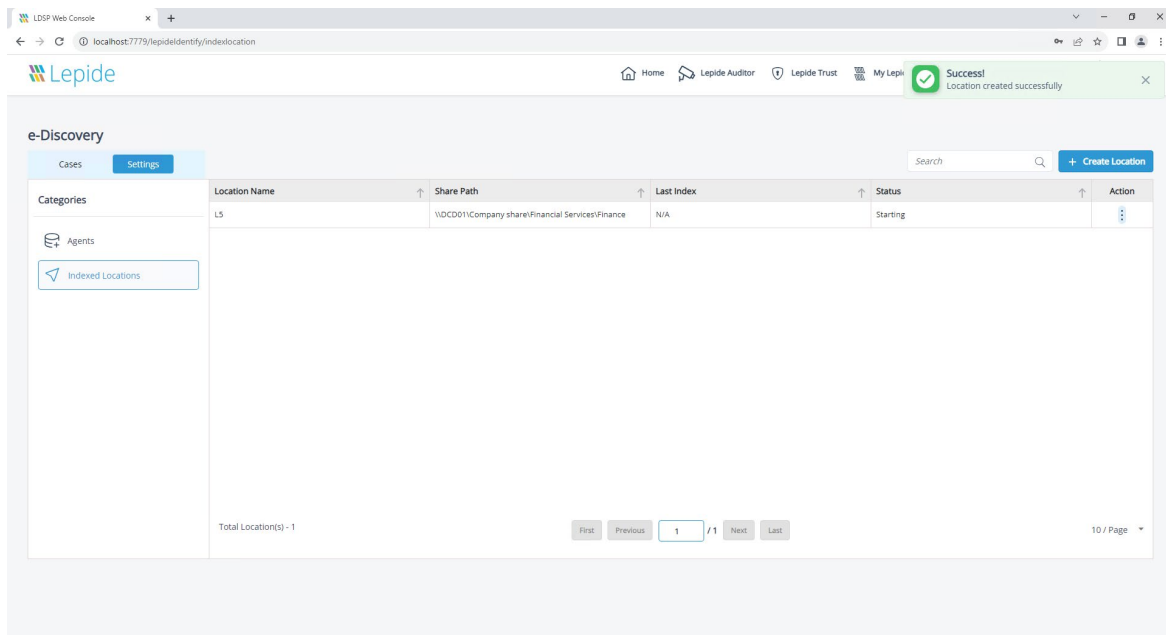 LDSP Web Console
localhost:7779/lepideIdentify/indexlocation
Lepide
Home Lepide Auditor Lepide Trust My Lepi
Success!
Location created successfully
e-Discovery
Cases Settings
Search
+ Create Location
Categories
Agents
Indexed Locations
Location Name Share Path Last Index Status Action
L5 \\DCD01\Company share\Financial Services\Finance N/A Starting
Total Location(s) - 1
First Previous 1 / 1 Next Last
10 / Page